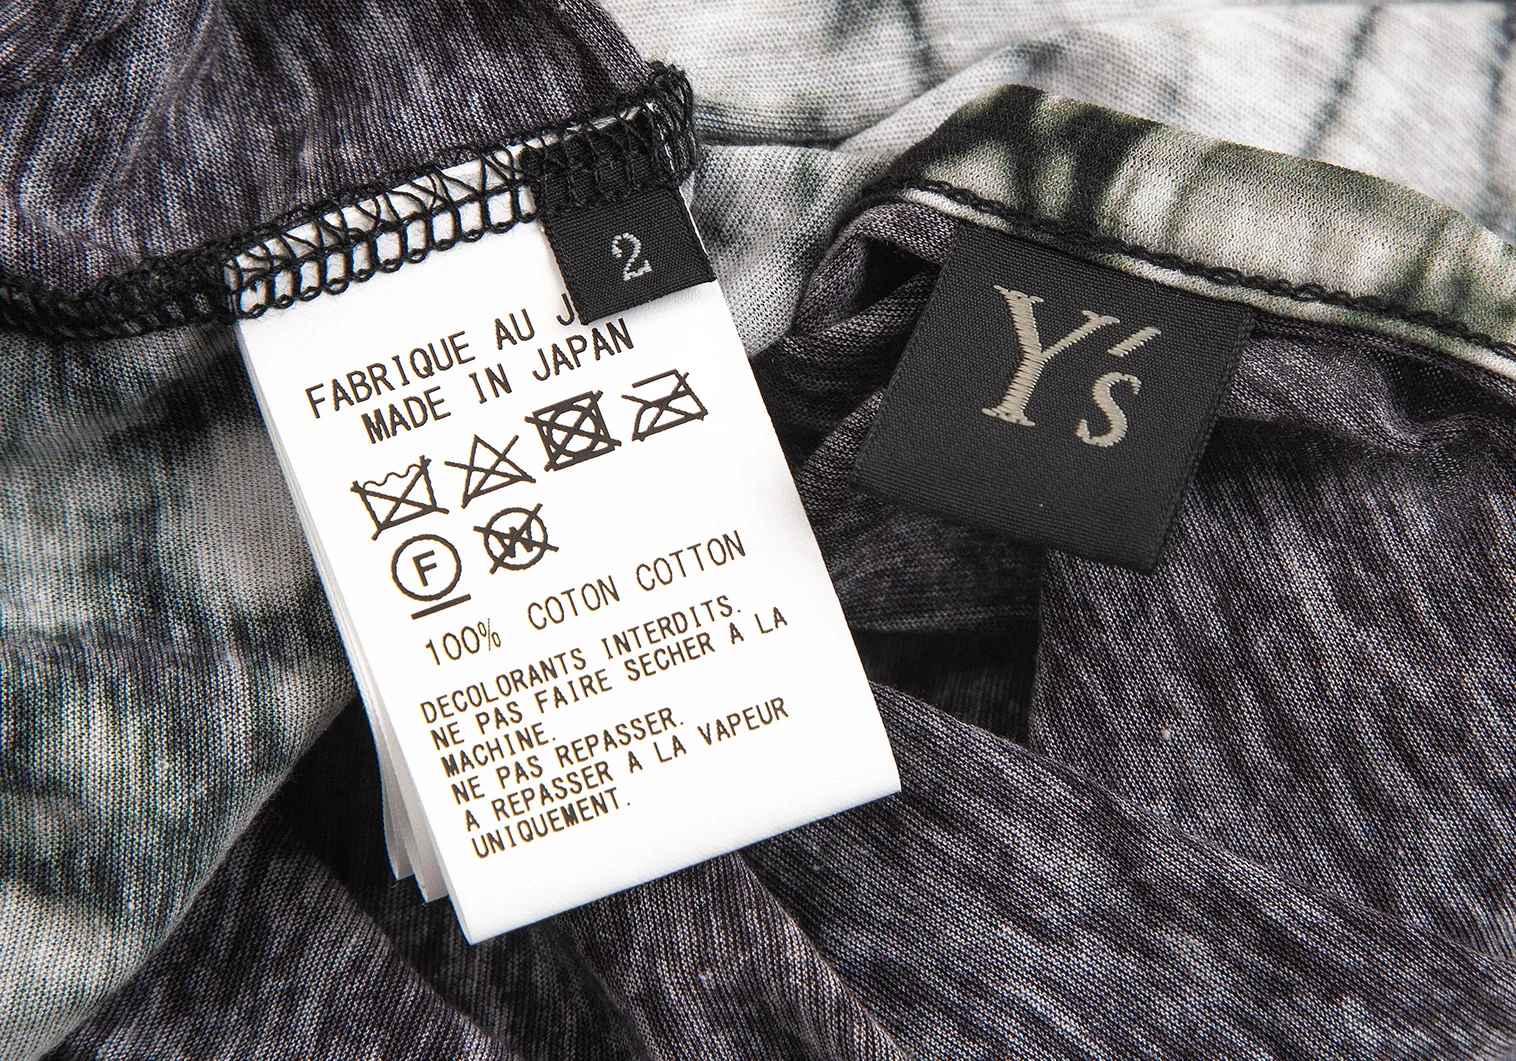 2
FABRIQUE AU J
MADE IN JAPAN
F
W
100% COTON COTTON
DECOLORANTS INTERDITS.
NE PAS FAIRE SECHER A LA
MACHINE.
NE PAS REPASSER.
A REPASSER A LA VAPEUR
UNIQUEMENT.
Y's